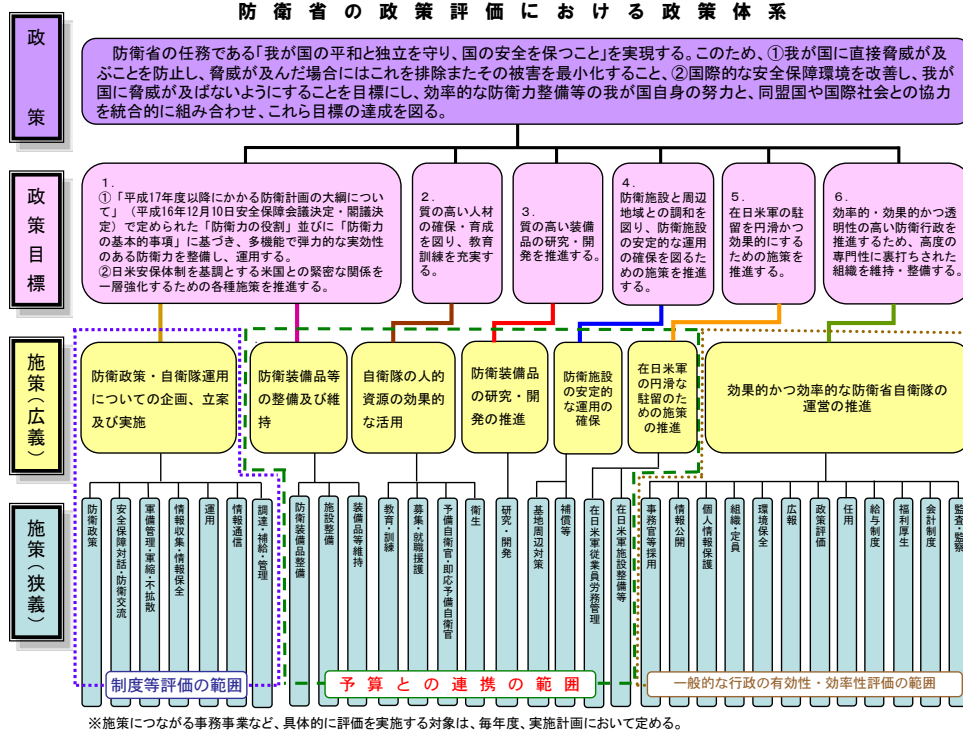 防衛省の政策評価における政策体系
政策
防衛省の任務である「我が国の平和と独立を守り、国の安全を保つこと」を実現する。このため、①我が国に直接脅威が及
ぶことを防止し、脅威が及んだ場合にはこれを排除またその被害を最小化すること、②国際的な安全保障環境を改善し、我が
国に脅威が及ばないようにすることを目標にし、効率的な防衛力整備等の我が国自身の努力と、同盟国や国際社会との協力
を統合的に組み合わせ、これら目標の達成を図る。
政策目標
1.
①「平成17年度以降にかかる防衛計画の大綱につい
て」（平成16年12月10日安全保障会議決定・閣議決
定）で定められた「防衛力の役割」並びに「防衛力
の基本的事項」に基づき、多機能で弾力的な実効性
のある防衛力を整備し、運用する。
②日米安保体制を基調とする米国との緊密な関係を
一層強化するための各種施策を推進する。
2.
質の高い人材
の確保・育成
を図り、教育
訓練を充実す
る。
3.
質の高い装備
品の研究・開
発を推進する。
4.
防衛施設と周辺
地域との調和を
図り、防衛施設
の安定的な運用
の確保を図るた
めの施策を推進
する。
5.
在日米軍の駐
留を円滑かつ
効果的にする
ための施策を
推進する。
6.
効率的・効果的かつ透
明性の高い防衛行政を
推進するため、高度の
専門性に裏打ちされた
組織を維持・整備する。
施策（広義）
防衛政策・自衛隊運用
についての企画、立案
及び実施
防衛装備品等
の整備及び維
持
自衛隊の人的
資源の効果的
な活用
防衛装備品
の研究・開
発の推進
防衛施設
の安定的
な運用の
確保
在日米軍
の円滑な
駐留のた
めの施策
の推進
効果的かつ効率的な防衛省自衛隊の
運営の推進
施策（狭義）
防衛政策
安全保障対話・防衛交流
軍備管理・軍縮・不拡散
情報収集・情報保全
運用
情報通信
調達・補給・管理
防衛装備品整備
施設整備
装備品等維持
教育・訓練
募集・就職援護
予備自衛官・即応予備自衛官
衛生
研究・開発
基地周辺対策
補償等
在日米軍従業員労務管理
在日米軍施設整備等
事務官等採用
情報公開
個人情報保護
組織・定員
環境保全
広報
政策評価
任用
給与制度
福利厚生
会計制度
監査・監察
制度等評価の範囲
予算との連携の範囲
一般的な行政の有効性・効率性評価の範囲
※施策につながる事務事業など、具体的に評価を実施する対象は、毎年度、実施計画において定める。